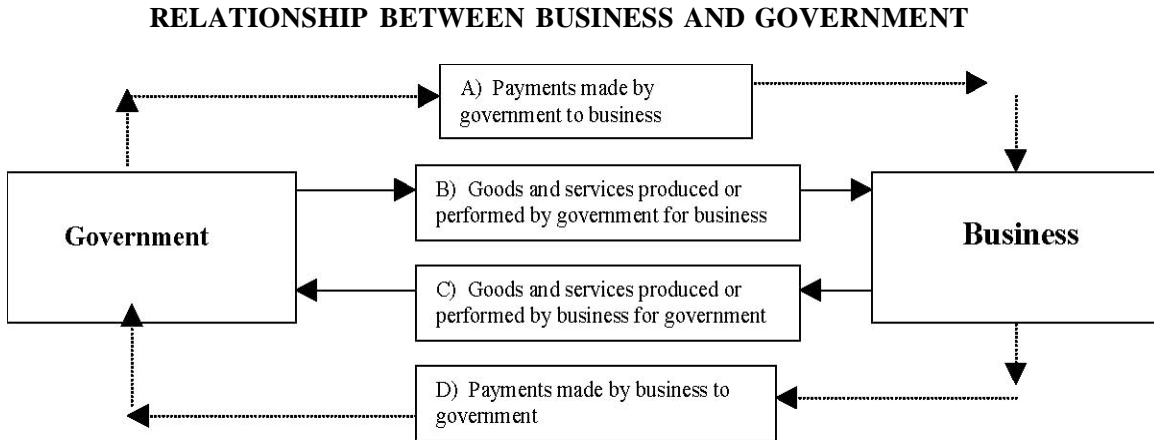 RELATIONSHIP BETWEEN BUSINESS AND GOVERNMENT
A) Payments made by
government to business
B) Goods and services produced or
performed by government for business
Government
Business
C) Goods and services produced or
performed by business for government
D) Payments made by business to
government